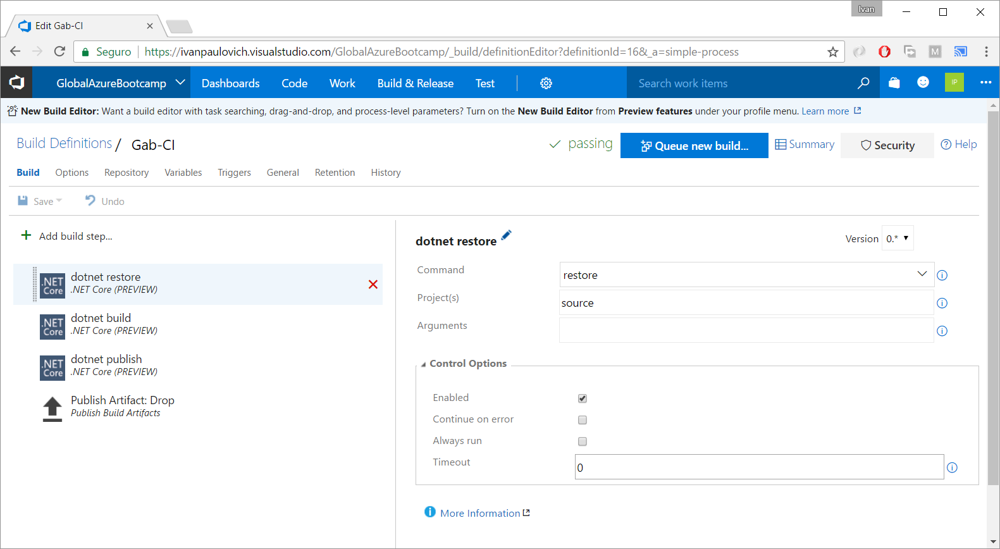 Ivan
Edit Gab-CI
Seguro https://ivanpaulovich.visualstudio.com/GlobalAzureBootcamp/_build/definitionEditor?definitionId=16&_a=simple-process
M
GlobalAzureBootcamp Dashboards Code Work Build & Release Test Search work items IP
New Build Editor: Want a build editor with task searching, drag-and-drop, and process-level parameters? Turn on the New Build Editor from Preview features under your profile menu. Learn more
Build Definitions / Gab-CI passing Queue new build... Summary Security Help
Build Options Repository Variables Triggers General Retention History
Save Undo
Add build step...
.NET Core dotnet restore
.NET Core (PREVIEW)
.NET Core dotnet build
.NET Core (PREVIEW)
.NET Core dotnet publish
.NET Core (PREVIEW)
Publish Artifact: Drop
Publish Build Artifacts
dotnet restore Version 0.*
Command restore
Project(s) source
Arguments
Control Options
Enabled
Continue on error
Always run
Timeout 0
More Information